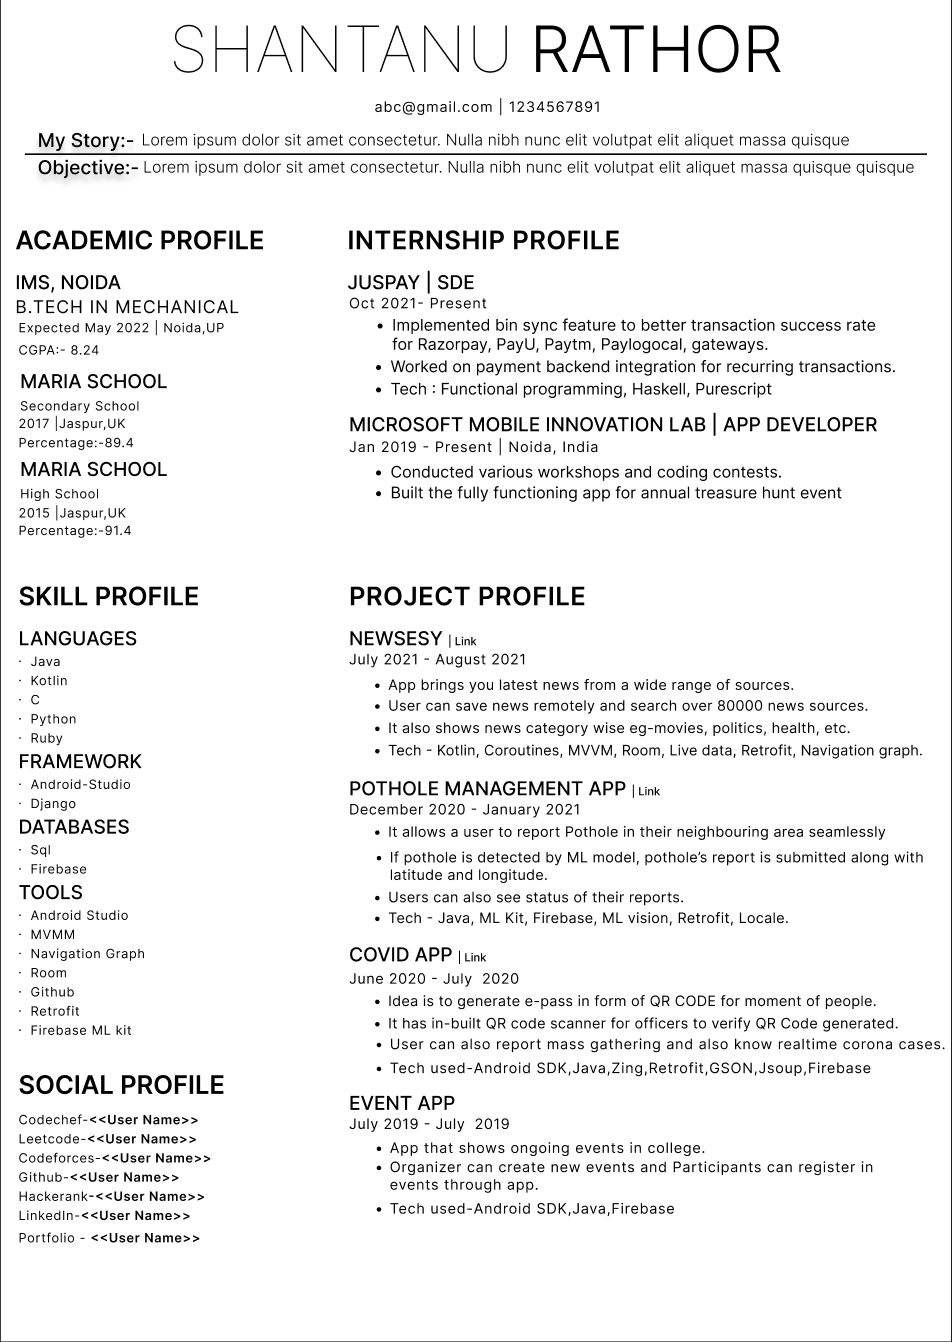 SHANTANU RATHOR
abc@gmail.com | 1234567891
My Story:- Lorem ipsum dolor sit amet consectetur. Nulla nibh nunc elit volutpat elit aliquet massa quisque
Objective:- Lorem ipsum dolor sit amet consectetur. Nulla nibh nunc elit volutpat elit aliquet massa quisque quisque
ACADEMIC PROFILE
IMS, NOIDA
B.TECH IN MECHANICAL
Expected May 2022 | Noida,UP
CGPA:- 8.24
MARIA SCHOOL
Secondary School
2017 |Jaspur,UK
Percentage:-89.4
MARIA SCHOOL
High School
2015 |Jaspur,UK
Percentage:-91.4
SKILL PROFILE
LANGUAGES
· Java
· Kotlin
· C
· Python
· Ruby
FRAMEWORK
· Android-Studio
· Django
DATABASES
· Sql
· Firebase
TOOLS
· Android Studio
· MVMM
· Navigation Graph
· Room
· Github
· Retrofit
· Firebase ML kit
SOCIAL PROFILE
Codechef-<<User Name>>
Leetcode-<<User Name>>
Codeforces-<<User Name>>
Github-<<User Name>>
Hackerank-<<User Name>>
LinkedIn-<<User Name>>
Portfolio - <<User Name>>
INTERNSHIP PROFILE
JUSPAY | SDE
Oct 2021- Present
• Implemented bin sync feature to better transaction success rate
for Razorpay, PayU, Paytm, Paylogocal, gateways.
• Worked on payment backend integration for recurring transactions.
• Tech : Functional programming, Haskell, Purescript
MICROSOFT MOBILE INNOVATION LAB | APP DEVELOPER
Jan 2019 - Present | Noida, India
• Conducted various workshops and coding contests.
• Built the fully functioning app for annual treasure hunt event
PROJECT PROFILE
NEWSESY | Link
July 2021 - August 2021
• App brings you latest news from a wide range of sources.
• User can save news remotely and search over 80000 news sources.
• It also shows news category wise eg-movies, politics, health, etc.
• Tech - Kotlin, Coroutines, MVVM, Room, Live data, Retrofit, Navigation graph.
POTHOLE MANAGEMENT APP | Link
December 2020 - January 2021
• It allows a user to report Pothole in their neighbouring area seamlessly
• If pothole is detected by ML model, pothole's report is submitted along with
latitude and longitude.
• Users can also see status of their reports.
• Tech - Java, ML Kit, Firebase, ML vision, Retrofit, Locale.
COVID APP | Link
June 2020 - July 2020
• Idea is to generate e-pass in form of QR CODE for moment of people.
• It has in-built QR code scanner for officers to verify QR Code generated.
• User can also report mass gathering and also know realtime corona cases.
• Tech used-Android SDK,Java,Zing,Retrofit,GSON,Jsoup,Firebase
EVENT APP
July 2019 - July 2019
• App that shows ongoing events in college.
• Organizer can create new events and Participants can register in
events through app.
• Tech used-Android SDK,Java,Firebase